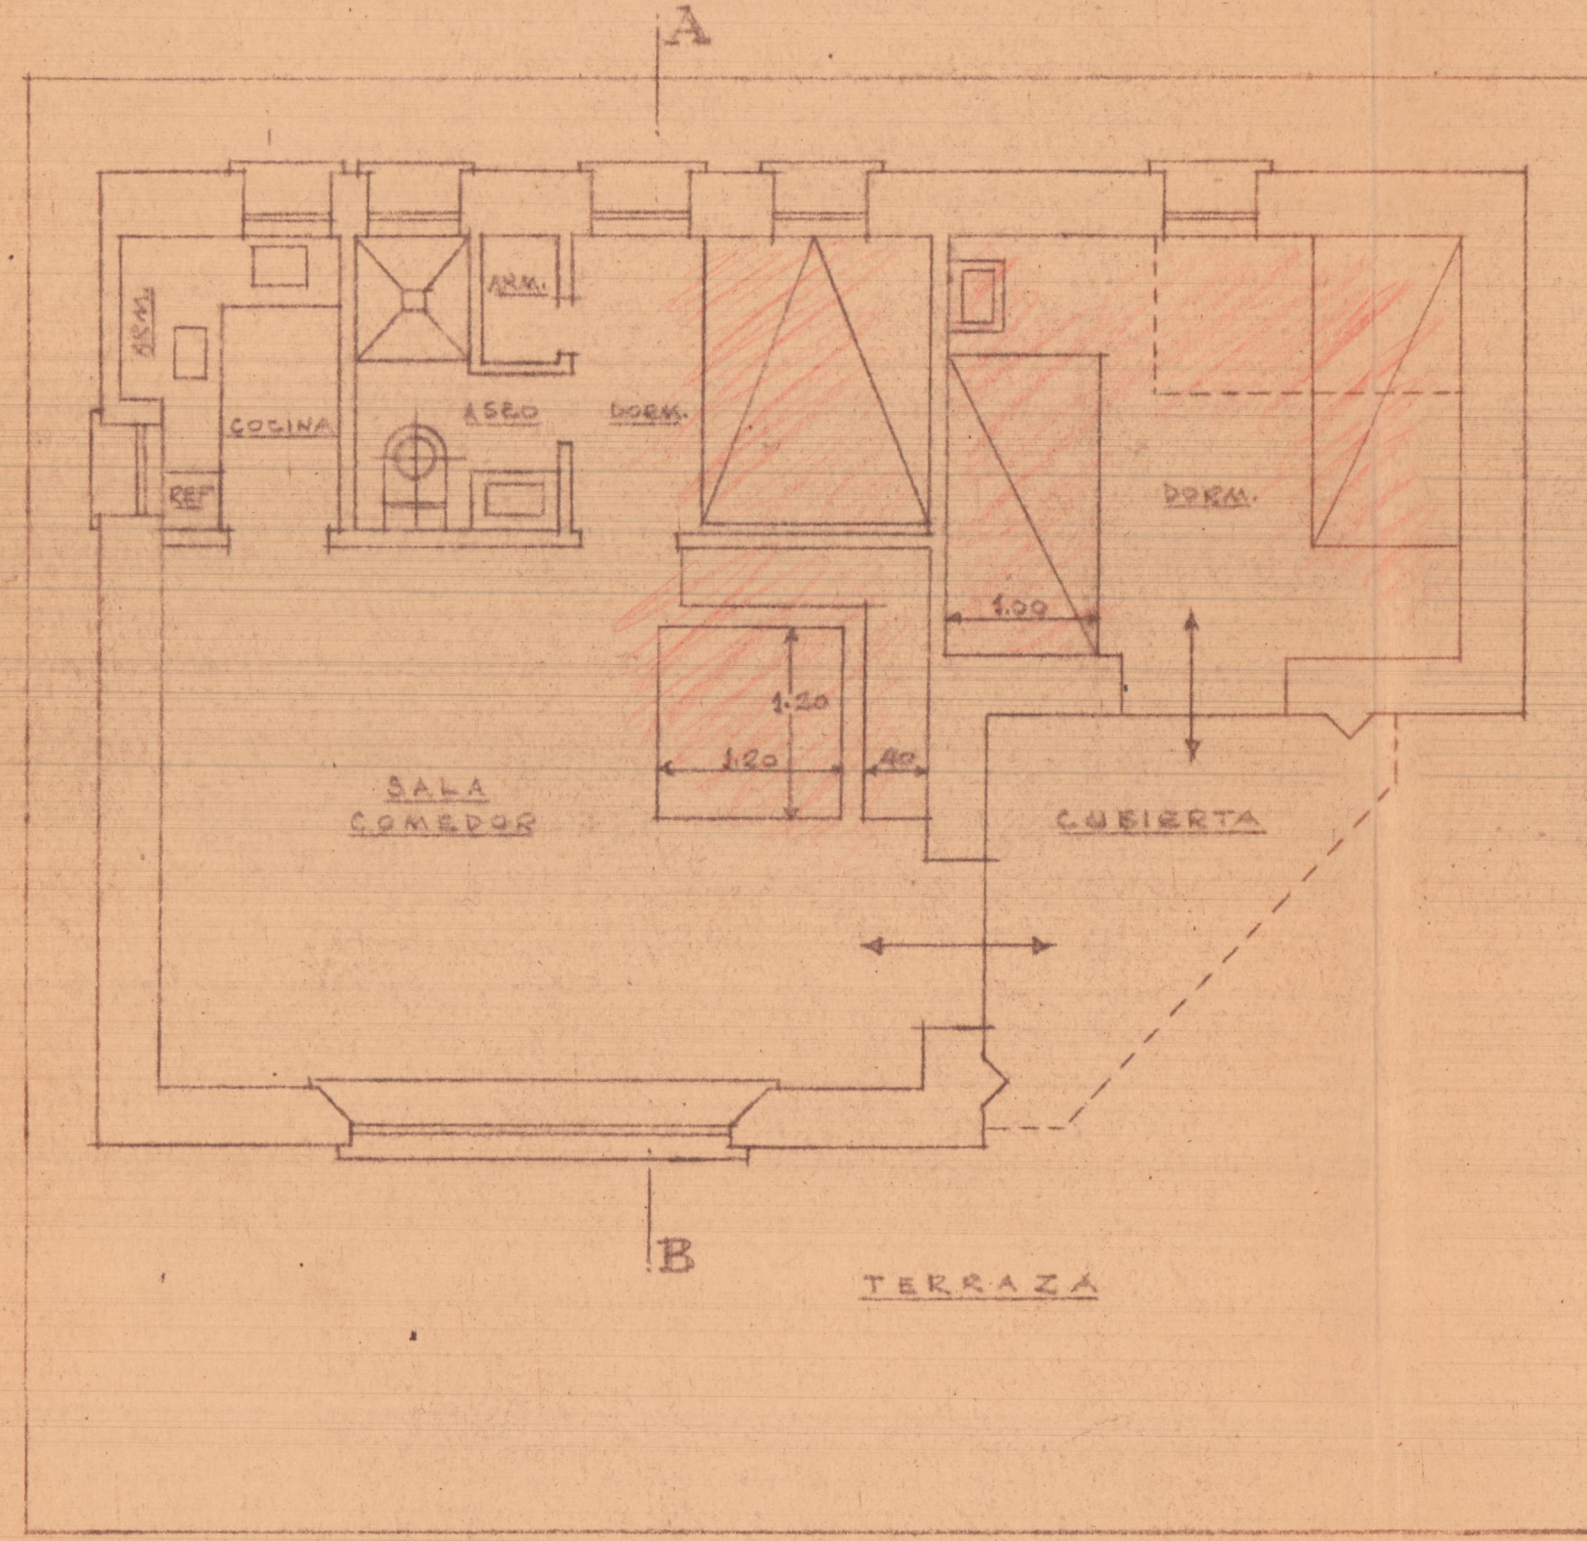 A
ARM.
ARM.
COCINA
ASEO
DORM.
REF
DORM.
1.00
1.20
1.20
40
SALA
COMEDOR
CUBIERTA
B
TERRAZA